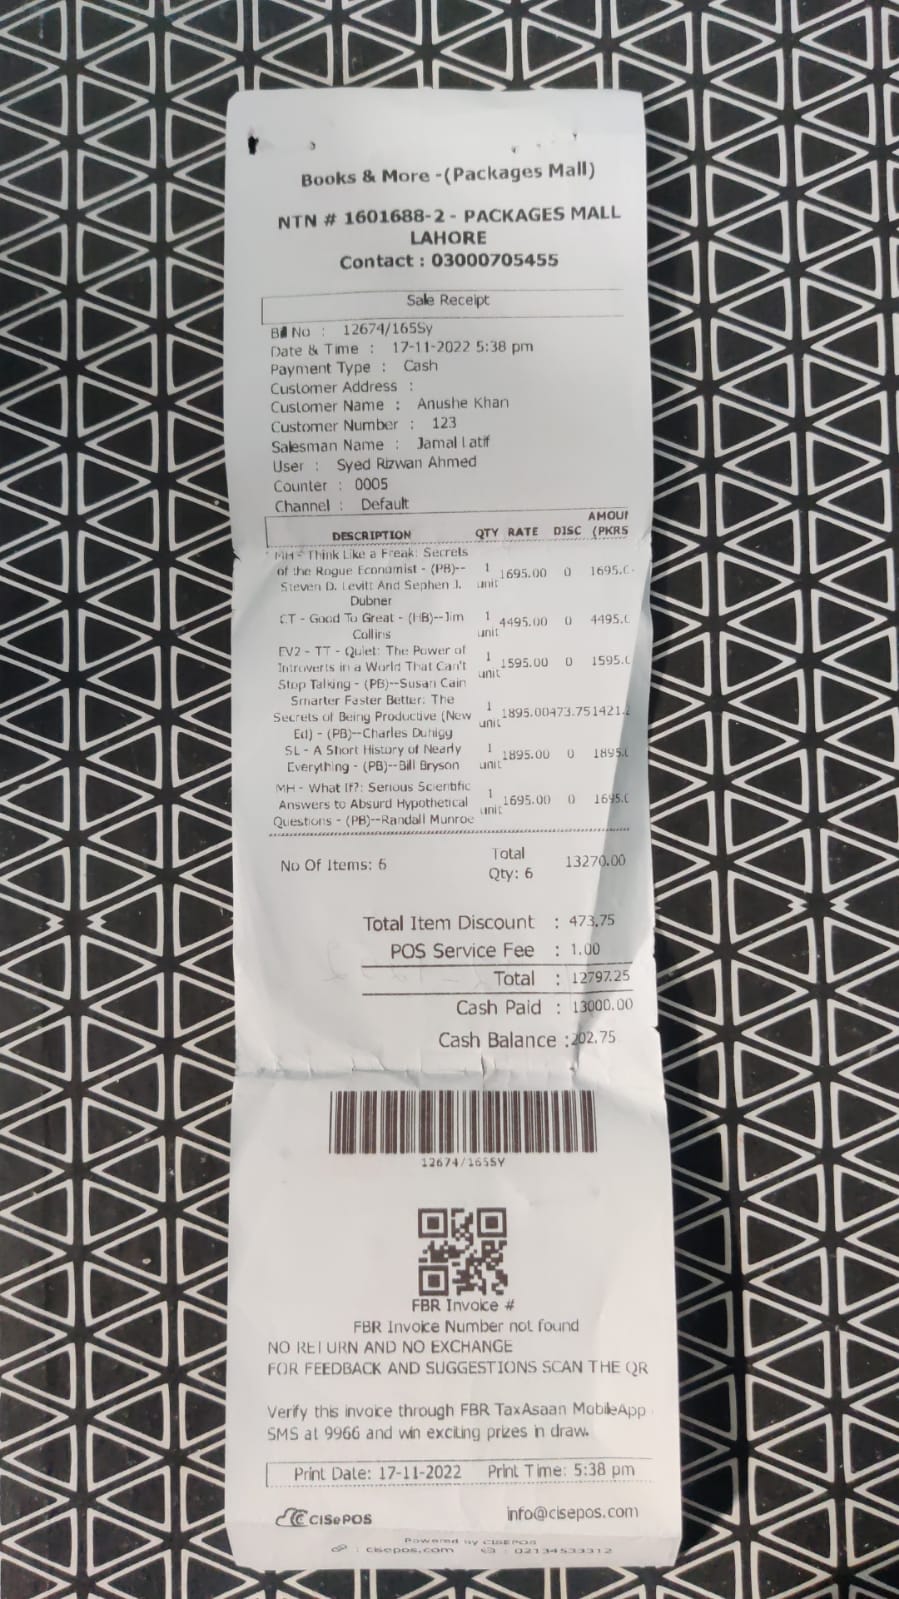 Books & More -(Packages Mall)
NTN # 1601688-2 - PACKAGES MALL
LAHORE
Contact : 03000705455
Sale Receipt
Bill No : 12674/165Sy
Date & Time : 17-11-2022 5:38 pm
Payment Type : Cash
Customer Address :
Customer Name : Anushe Khan
Customer Number : 123
Salesman Name : Jamal Latif
User : Syed Rizwan Ahmed
Counter : 0005
Channel : Default
DESCRIPTION QTY RATE DISC AMOUN (PKRS
MH - Think Like a Freak: Secrets
of the Rogue Economist - (PB)-- 1 1695.00 0 1695.0
Steven D. Levitt And Sephen J. unit
Dubner
CT - Good To Great - (HB)--Jim 1 4495.00 0 4495.0
Collins unit
EV2 - TT - Quiet: The Power of
Introverts in a World That Can't 1 1595.00 0 1595.0
Stop Talking - (PB)--Susan Cain unit
Smarter Faster Better: The
Secrets of Being Productive (New 1 1895.00 473.75 1421.2
Ed) - (PB)--Charles Duhigg unit
SL - A Short History of Nearly 1 1895.00 0 1895.0
Everything - (PB)--Bill Bryson unit
MH - What If?: Serious Scientific
Answers to Absurd Hypothetical 1 1695.00 0 1695.0
Questions - (PB)--Randall Munroe unit
No Of Items: 6 Total Qty: 6 13270.00
Total Item Discount : 473.75
POS Service Fee : 1.00
Total : 12797.25
Cash Paid : 13000.00
Cash Balance :202.75
12674/165SY
FBR Invoice #
FBR Invoice Number not found
NO RETURN AND NO EXCHANGE
FOR FEEDBACK AND SUGGESTIONS SCAN THE QR
Verify this invoice through FBR TaxAsaan MobileApp
SMS at 9966 and win exciting prizes in draw.
Print Date: 17-11-2022 Print Time: 5:38 pm
CISePOS info@cisepos.com
Powered by CISEPOS
: cisepos.com : 02134533312